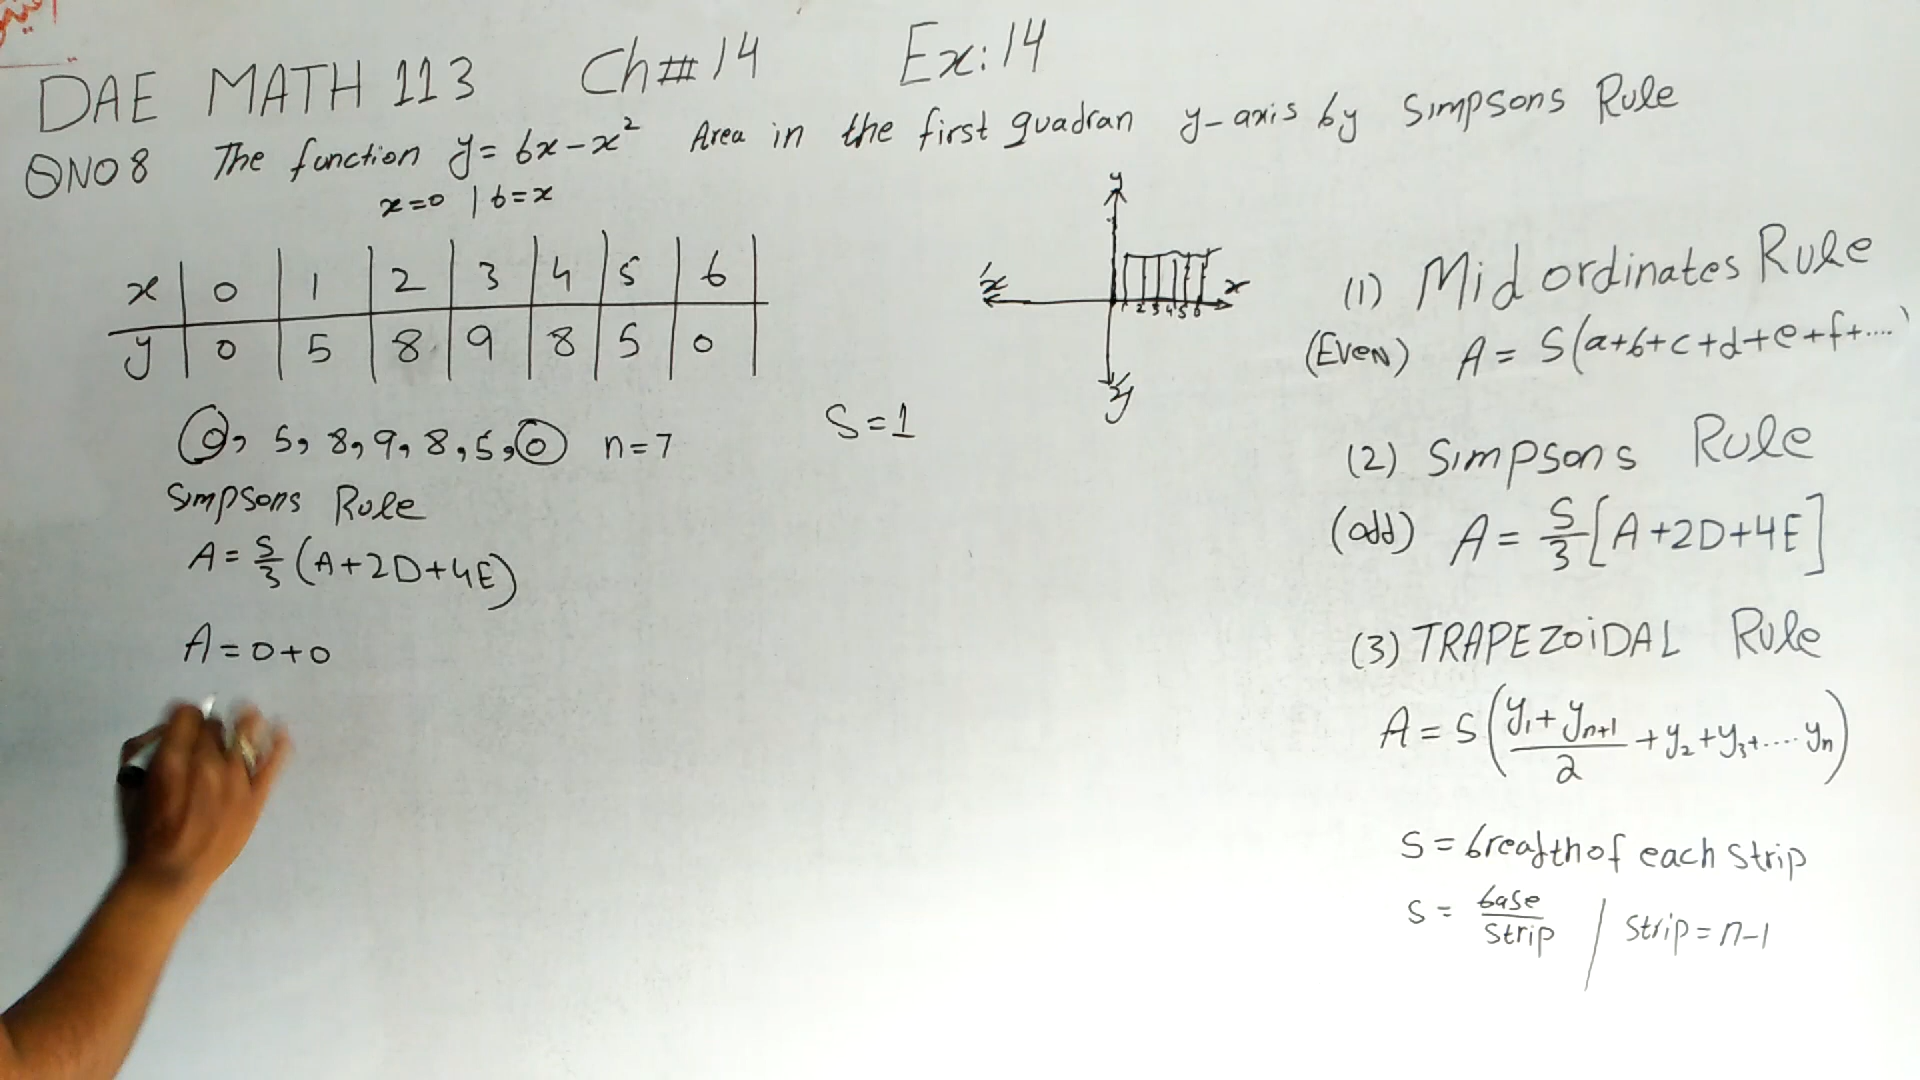 DAE MATH 113 Ch# 14 Ex: 14
QNO 8 The function y = 6x - x² Area in the first quadran y-axis by Simpsons Rule
x=0 | 6=x
x | 0 | 1 | 2 | 3 | 4 | 5 | 6 |
y | 0 | 5 | 8 | 9 | 8 | 5 | 0 |
0, 5, 8, 9, 8, 5, 0 n=7
S=1
Simpsons Rule
A = S/3 (A+2D+4E)
A = 0+0
y
x' x
1 2 3 4 5 6
y'
(1) Mid ordinates Rule
(EVEN) A = S(a+b+c+d+e+f+....)
(2) Simpsons Rule
(odd) A = S/3 [A+2D+4E]
(3) TRAPEZOIDAL Rule
A = S((y₁+yₙ₊₁)/2 + y₂+y₃+.... yₙ)
S = breadth of each strip
S = base/strip / strip = n-1